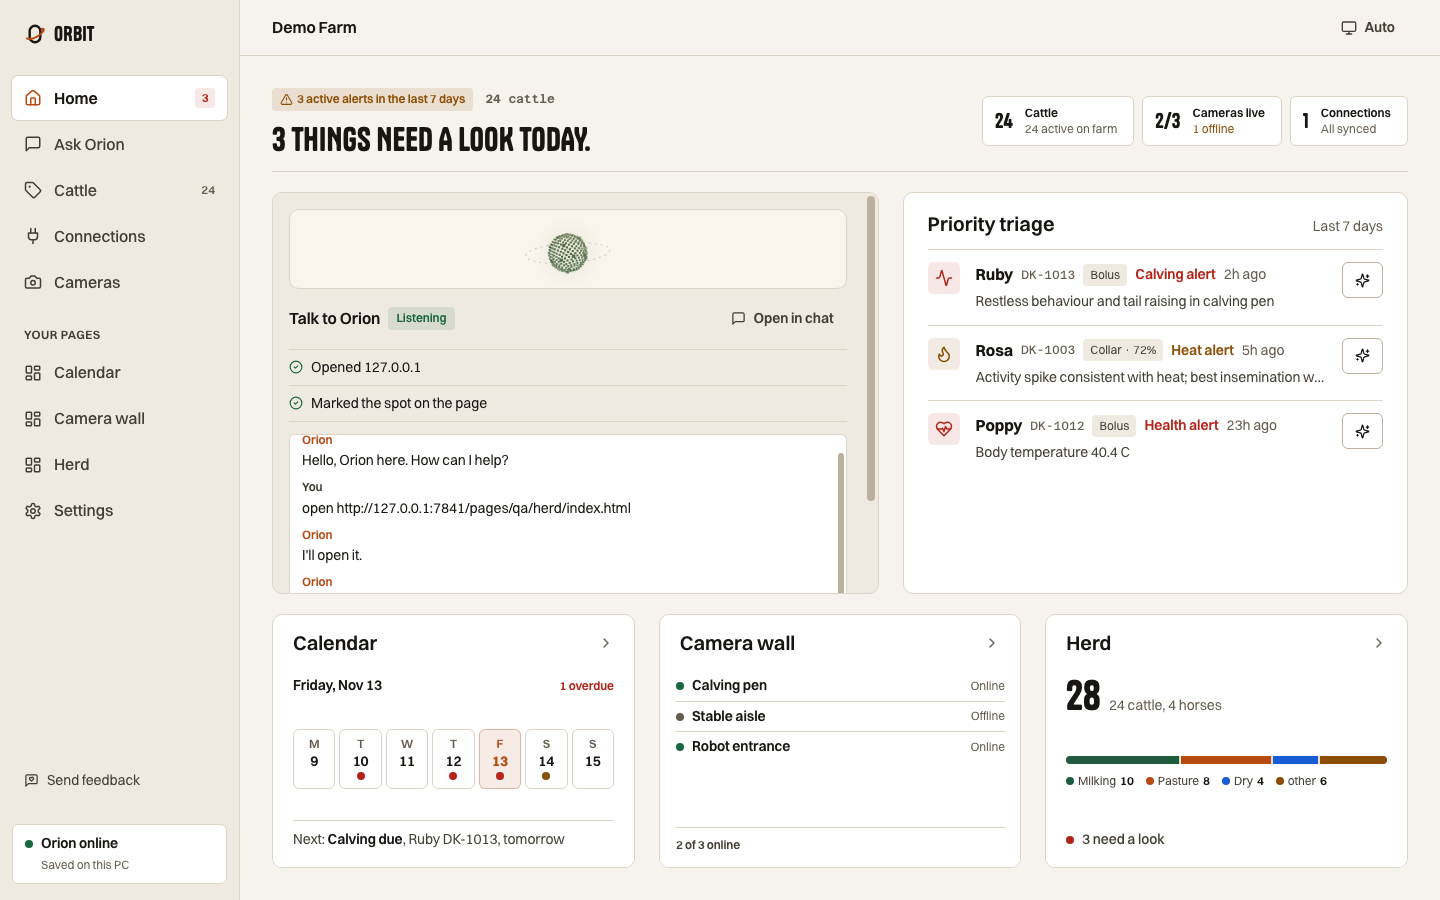 ORBIT
Home 3
Ask Orion
Cattle 24
Connections
Cameras
YOUR PAGES
Calendar
Camera wall
Herd
Settings
Send feedback
Orion online
Saved on this PC
Demo Farm
Auto
3 active alerts in the last 7 days 24 cattle
3 THINGS NEED A LOOK TODAY.
24 Cattle
24 active on farm
2/3 Cameras live
1 offline
1 Connections
All synced
Talk to Orion Listening Open in chat
Opened 127.0.0.1
Marked the spot on the page
Orion
Hello, Orion here. How can I help?
You
open http://127.0.0.1:7841/pages/qa/herd/index.html
Orion
I'll open it.
Orion
Priority triage Last 7 days
Ruby DK-1013 Bolus Calving alert 2h ago
Restless behaviour and tail raising in calving pen
Rosa DK-1003 Collar · 72% Heat alert 5h ago
Activity spike consistent with heat; best insemination w...
Poppy DK-1012 Bolus Health alert 23h ago
Body temperature 40.4 C
Calendar
Friday, Nov 13 1 overdue
M T W T F S S
9 10 11 12 13 14 15
Next: Calving due, Ruby DK-1013, tomorrow
Camera wall
Calving pen Online
Stable aisle Offline
Robot entrance Online
2 of 3 online
Herd
28 24 cattle, 4 horses
Milking 10 Pasture 8 Dry 4 other 6
3 need a look